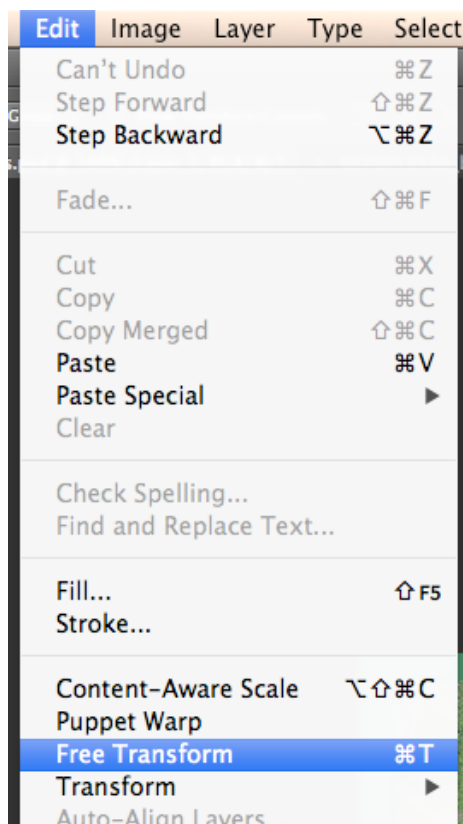 Edit Image Layer Type Select
Can't Undo ⌘Z
Step Forward ⇧⌘Z
Step Backward ⌥⌘Z
Fade... ⇧⌘F
Cut ⌘X
Copy ⌘C
Copy Merged ⇧⌘C
Paste ⌘V
Paste Special ▶
Clear
Check Spelling...
Find and Replace Text...
Fill... ⇧F5
Stroke...
Content-Aware Scale ⌥⇧⌘C
Puppet Warp
Free Transform ⌘T
Transform ▶
Auto-Align Layers